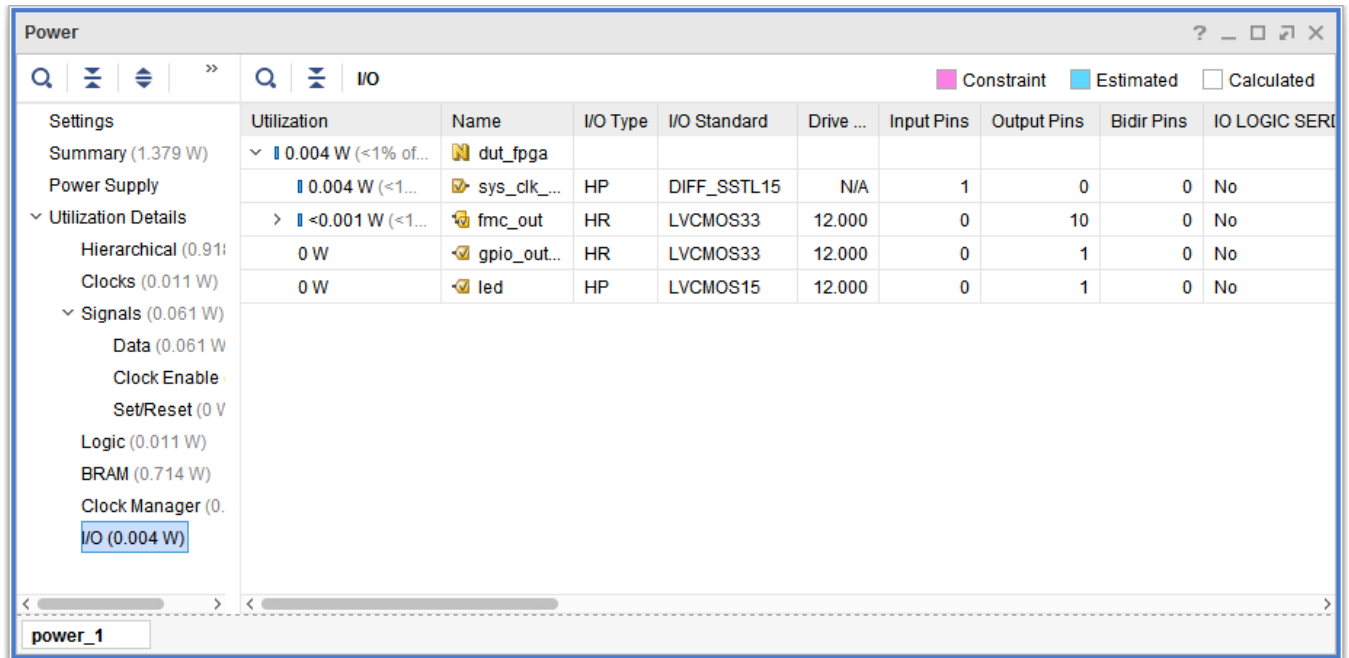 Power
I/O Constraint Estimated Calculated
Settings
Summary (1.379 W)
Power Supply
Utilization Details
Hierarchical (0.918
Clocks (0.011 W)
Signals (0.061 W)
Data (0.061 W
Clock Enable
Set/Reset (0 W
Logic (0.011 W)
BRAM (0.714 W)
Clock Manager (0.
I/O (0.004 W)
Utilization Name I/O Type I/O Standard Drive ... Input Pins Output Pins Bidir Pins IO LOGIC SERD
0.004 W (<1% of... dut_fpga
0.004 W (<1... sys_clk_... HP DIFF_SSTL15 N/A 1 0 0 No
<0.001 W (<1... fmc_out HR LVCMOS33 12.000 0 10 0 No
0 W gpio_out... HR LVCMOS33 12.000 0 1 0 No
0 W led HP LVCMOS15 12.000 0 1 0 No
power_1